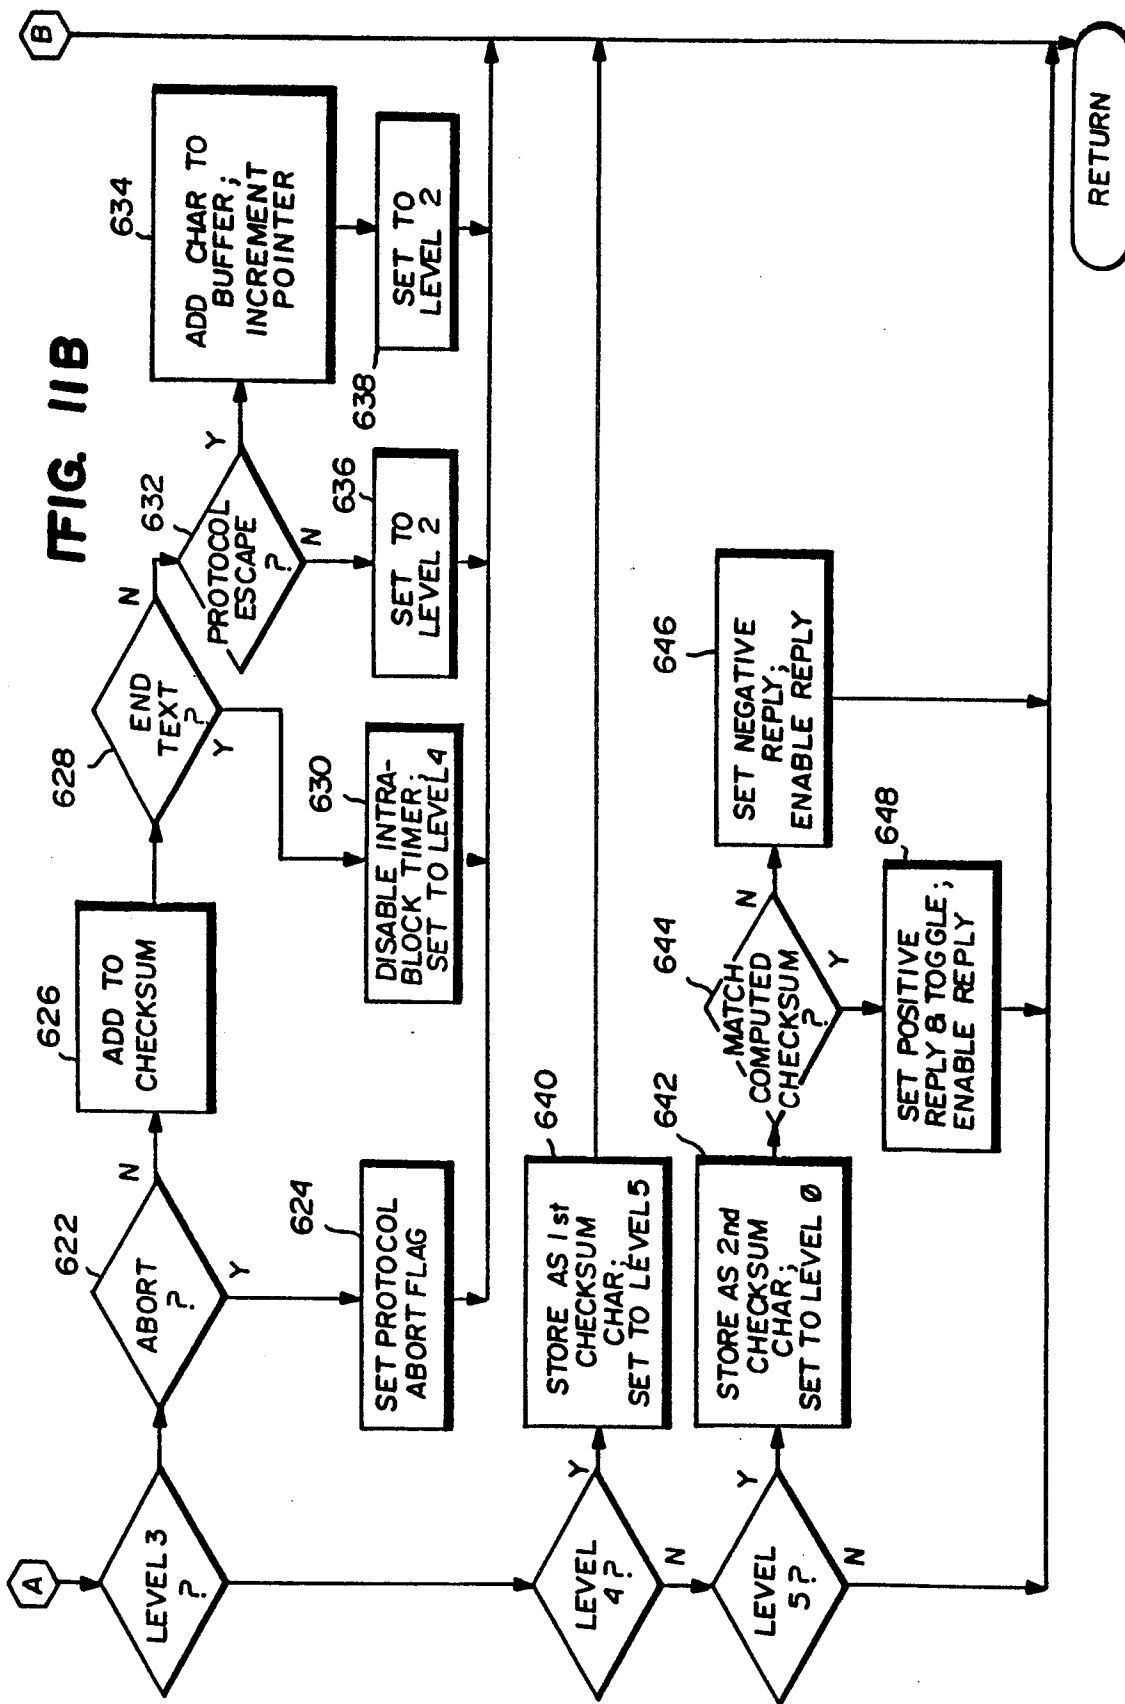 FIG. 11B
A
B
LEVEL 3
?
622
ABORT
?
N
Y
626
ADD TO
CHECKSUM
628
END
TEXT
?
N
Y
632
PROTOCOL
ESCAPE
?
Y
N
634
ADD CHAR TO
BUFFER;
INCREMENT
POINTER
624
SET PROTOCOL
ABORT FLAG
630
DISABLE INTRA-
BLOCK TIMER;
SET TO LEVEL 4
636
SET TO
LEVEL 2
638
SET TO
LEVEL 2
LEVEL
4?
Y
N
640
STORE AS 1st
CHECKSUM
CHAR;
SET TO LEVEL 5
LEVEL
5?
Y
N
642
STORE AS 2nd
CHECKSUM
CHAR;
SET TO LEVEL Ø
644
MATCH
COMPUTED
CHECKSUM
?
N
Y
646
SET NEGATIVE
REPLY;
ENABLE REPLY
648
SET POSITIVE
REPLY & TOGGLE;
ENABLE REPLY
RETURN